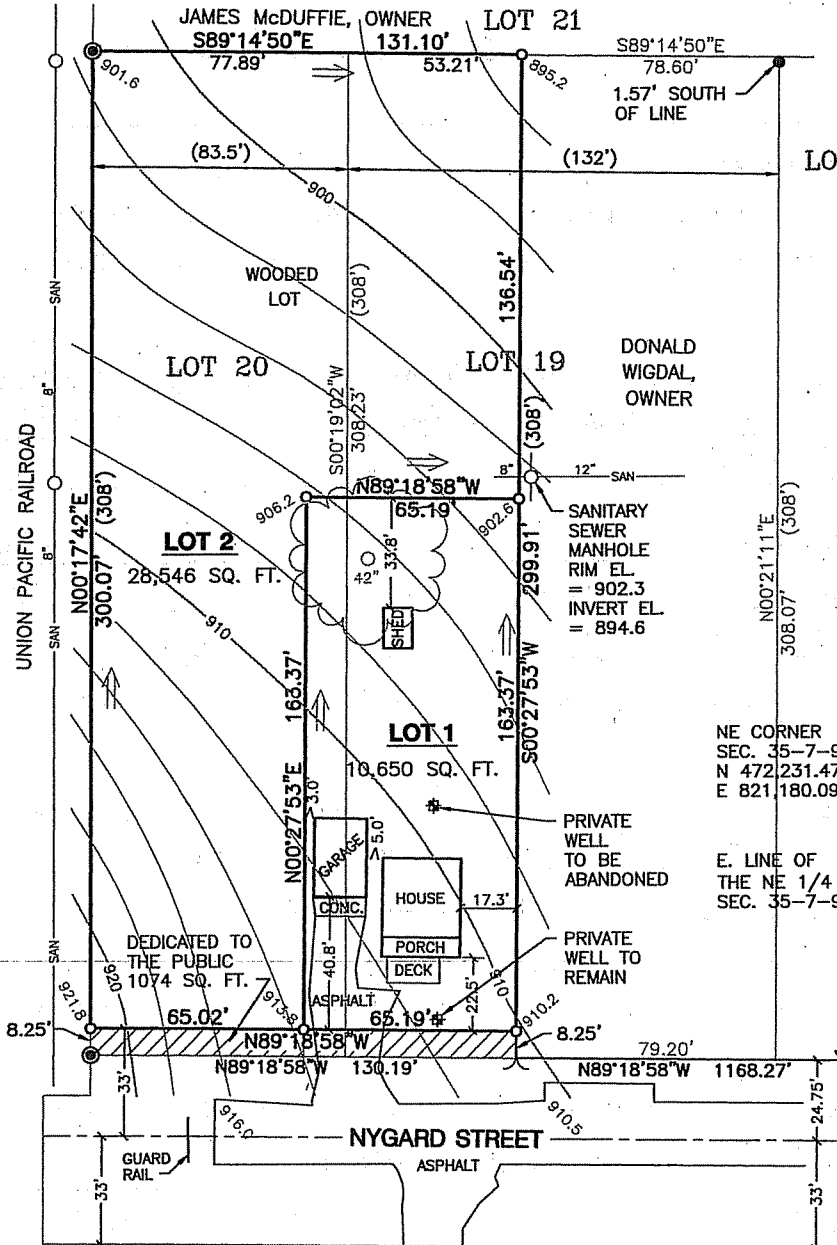 JAMES McDUFFIE, OWNER
LOT 21
S89°14'50"E 131.10'
77.89'
53.21'
S89°14'50"E
78.60'
901.6
895.2
1.57' SOUTH
OF LINE
(83.5')
(132')
LO
900
WOODED
LOT
(308')
136.54'
SAN
LOT 20
LOT 19
DONALD
WIGDAL,
OWNER
S00°19'02"W
308.23'
8"
(308')
UNION PACIFIC RAILROAD
N00°17'42"E (308')
300.07'
8" 12" SAN
N89°18'58"W
65.19'
906.2
902.6
SANITARY
SEWER
MANHOLE
RIM EL.
= 902.3
INVERT EL.
= 894.6
LOT 2
28,546 SQ. FT.
42"
33.8'
SHED
299.91'
N00°21'11"E (308')
308.07'
8"
SAN
910
163.37'
163.37'
S00°27'53"W
LOT 1
10,650 SQ. FT.
NE CORNER
SEC. 35-7-9
N 472,231.47
E 821,180.09
N00°27'53"E
3.0'
5.0'
GARAGE
CONC.
HOUSE
PORCH
DECK
17.3'
PRIVATE
WELL
TO BE
ABANDONED
E. LINE OF
THE NE 1/4
SEC. 35-7-9
PRIVATE
WELL TO
REMAIN
SAN
DEDICATED TO
THE PUBLIC
1074 SQ. FT.
40.8'
ASPHALT
22.5'
910
920
921.8
913.8
910.2
8.25'
65.02'
65.19'
8.25'
N89°18'58"W
N89°18'58"W 130.19'
79.20'
N89°18'58"W 1168.27'
33'
24.75'
916.0
910.5
NYGARD STREET
GUARD
RAIL
ASPHALT
33'
33'